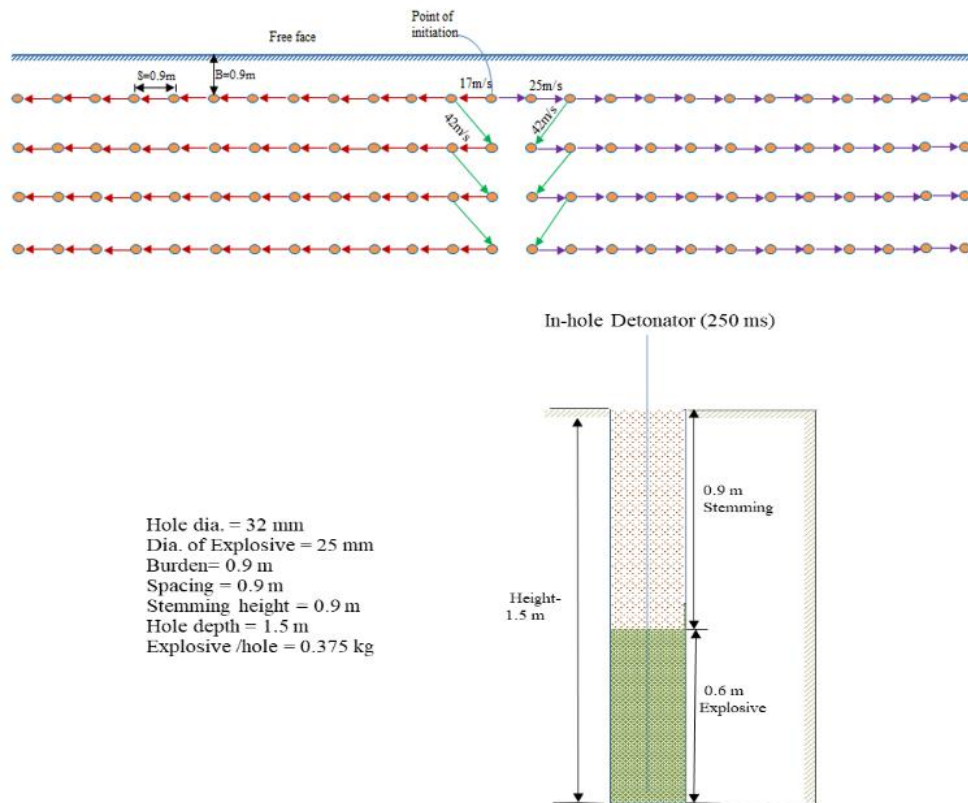 Point of
initiation
Free face
S=0.9m
B=0.9m
17m/s
25m/s
42m/s
42m/s
In-hole Detonator (250 ms)
0.9 m
Stemming
Hole dia. = 32 mm
Dia. of Explosive = 25 mm
Burden= 0.9 m
Spacing = 0.9 m
Stemming height = 0.9 m
Hole depth = 1.5 m
Explosive /hole = 0.375 kg
Height-
1.5 m
0.6 m
Explosive